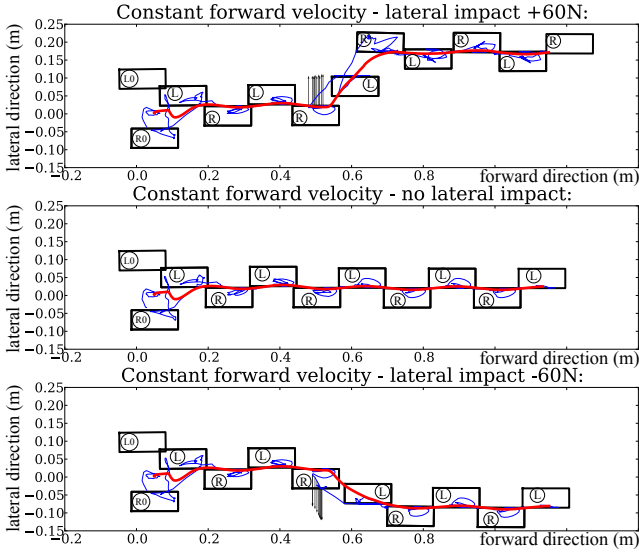 Constant forward velocity - lateral impact +60N:
lateral direction (m)
0.25
0.20
0.15
0.10
0.05
0.00
−0.05
−0.10
−0.15
L0
R0
L
R
L
R
L
R
L
R
L
R
−0.2 0.0 0.2 0.4 0.6 0.8
forward direction (m)
Constant forward velocity - no lateral impact:
lateral direction (m)
0.25
0.20
0.15
0.10
0.05
0.00
−0.05
−0.10
−0.15
L0
R0
L
R
L
R
L
R
L
R
L
−0.2 0.0 0.2 0.4 0.6 0.8
forward direction (m)
Constant forward velocity - lateral impact -60N:
lateral direction (m)
0.25
0.20
0.15
0.10
0.05
0.00
−0.05
−0.10
−0.15
L0
R0
L
R
L
R
L
R
L
R
L
−0.2 0.0 0.2 0.4 0.6 0.8
forward direction (m)